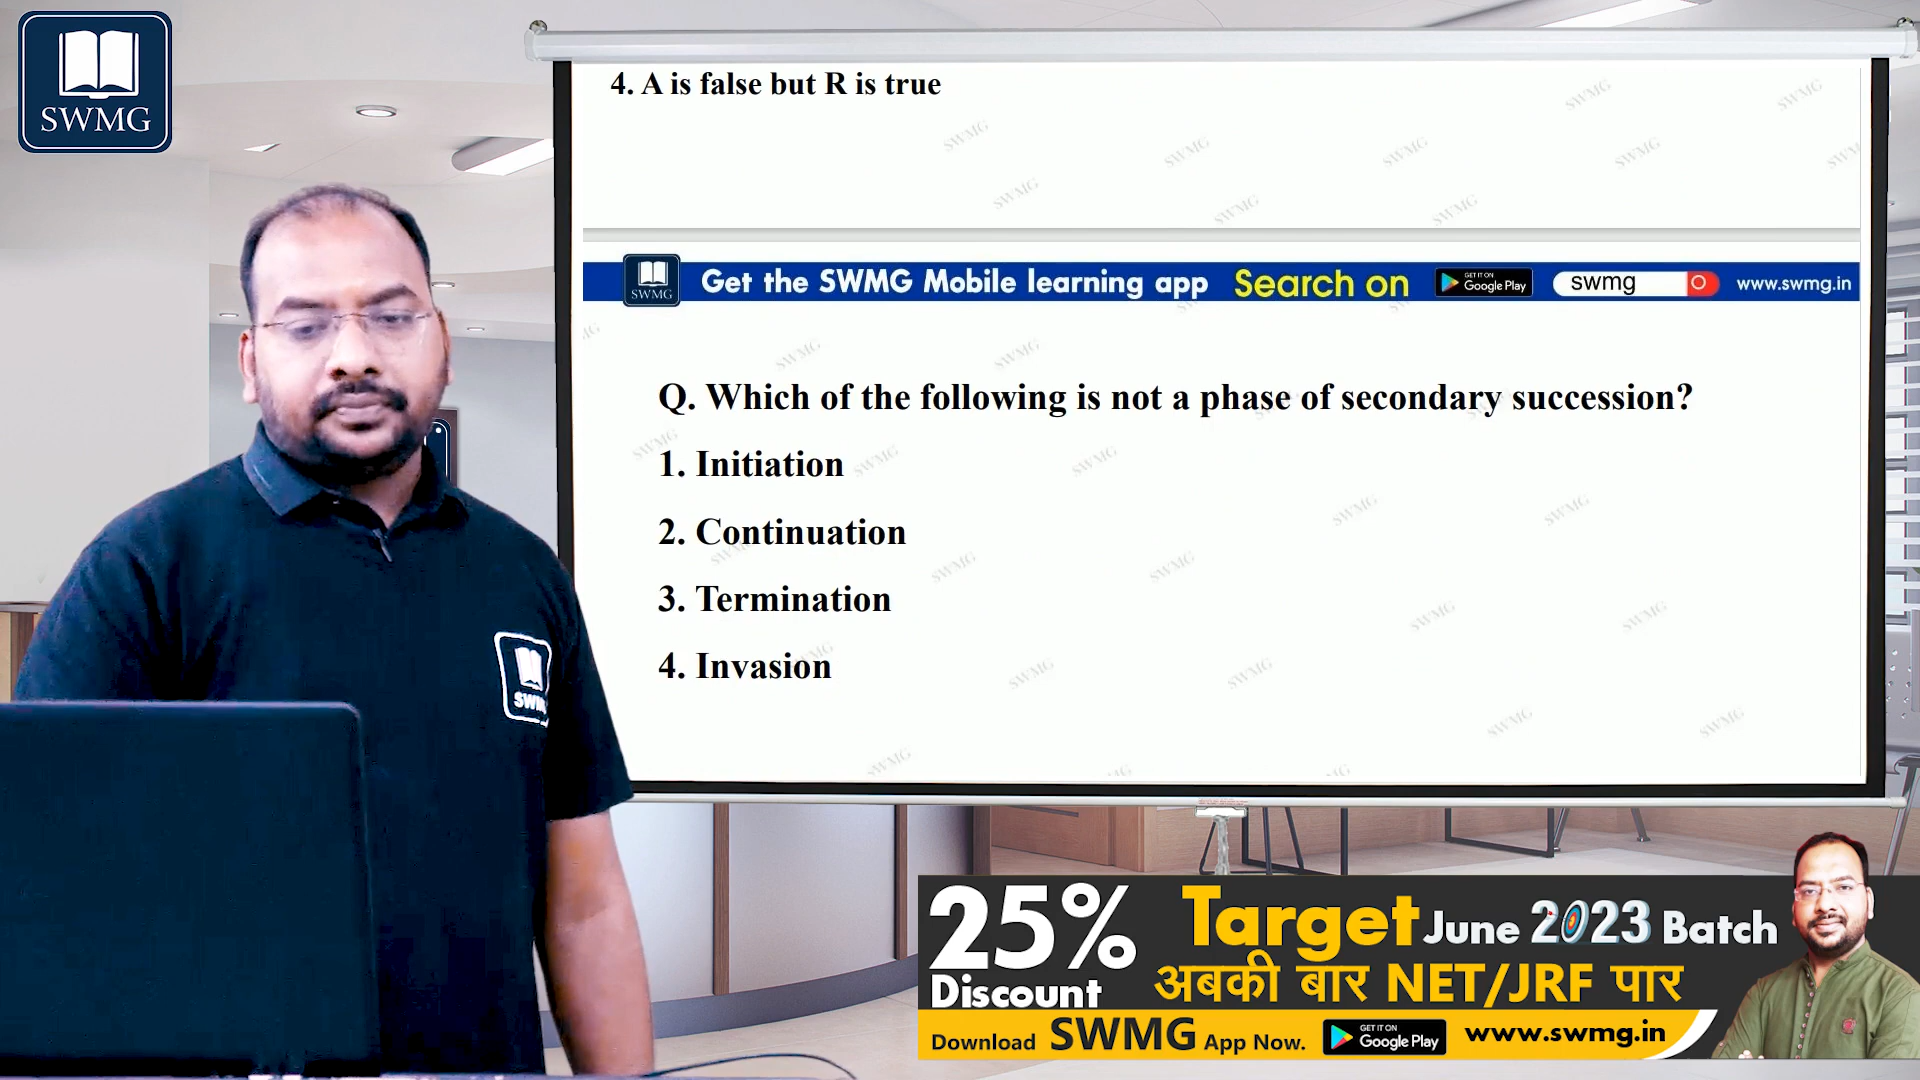 SWMG
4. A is false but R is true
SWMG
Get the SWMG Mobile learning app Search on GET IT ON Google Play swmg www.swmg.in
Q. Which of the following is not a phase of secondary succession?
1. Initiation
2. Continuation
3. Termination
4. Invasion
SWMG
25% Discount
Target June 2023 Batch
अबकी बार NET/JRF पार
Download SWMG App Now. GET IT ON Google Play www.swmg.in